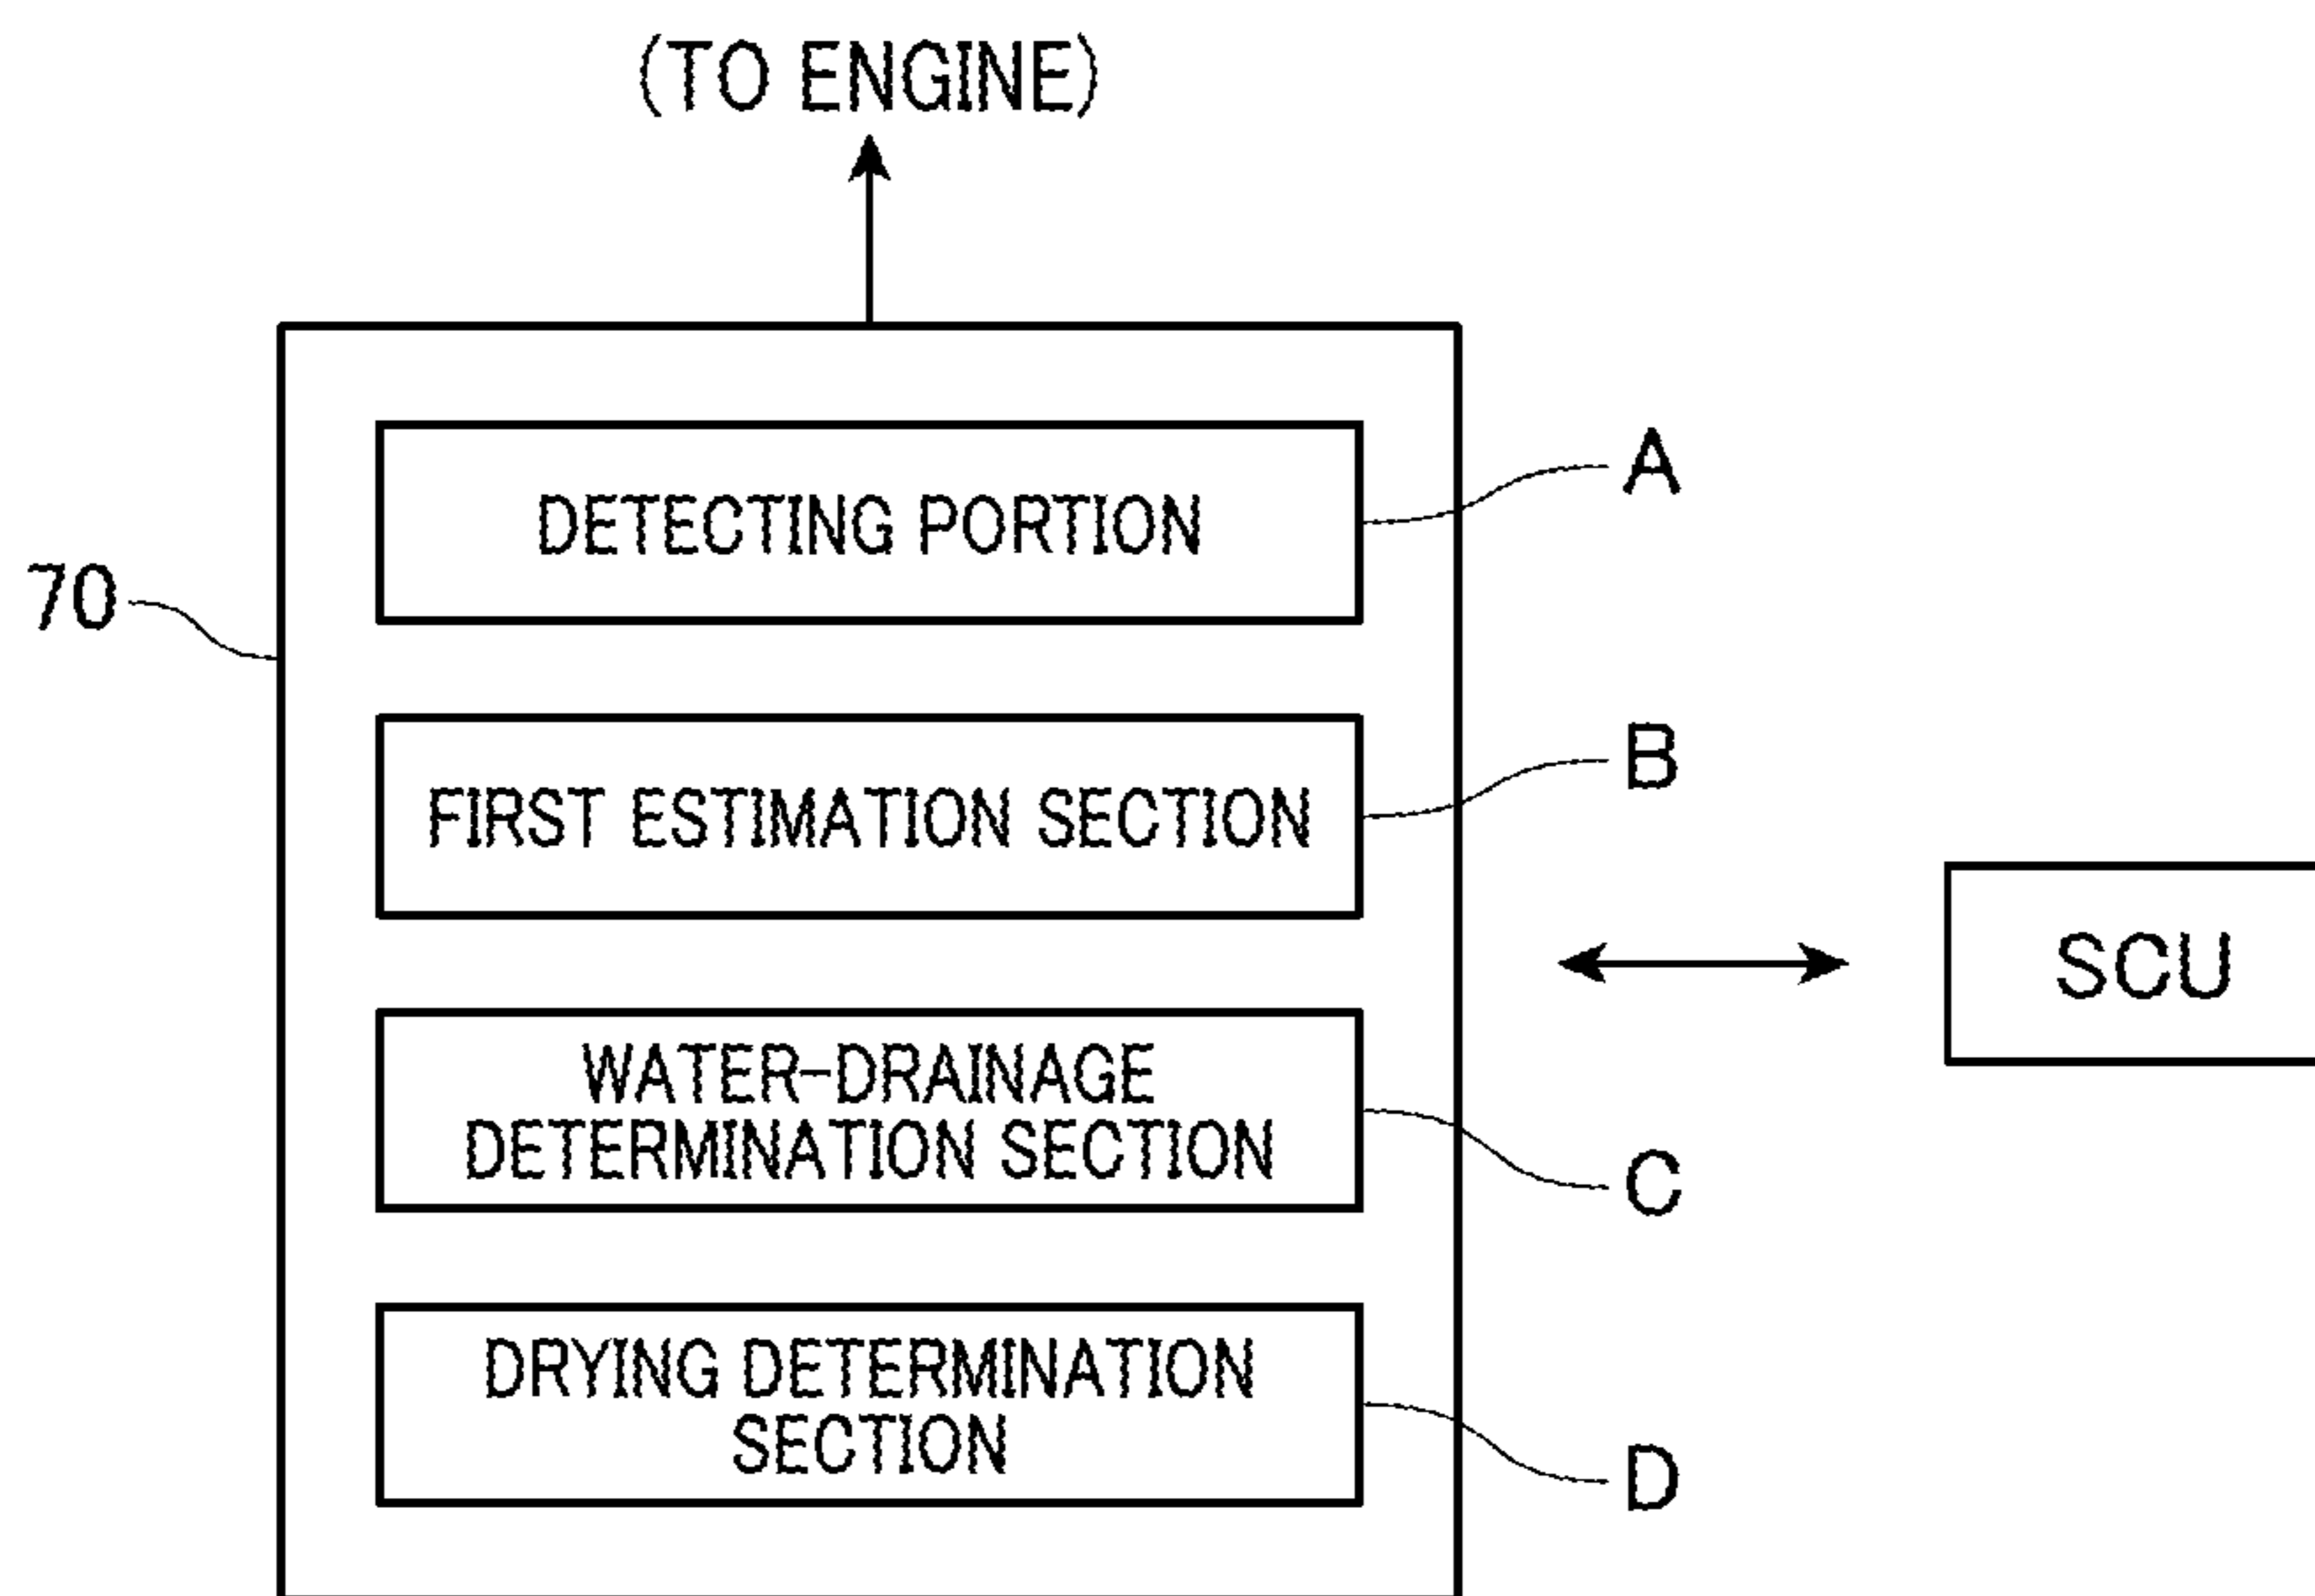 (TO ENGINE)
DETECTING PORTION
A
70
FIRST ESTIMATION SECTION
B
SCU
WATER-DRAINAGE
DETERMINATION SECTION
C
DRYING DETERMINATION
SECTION
D